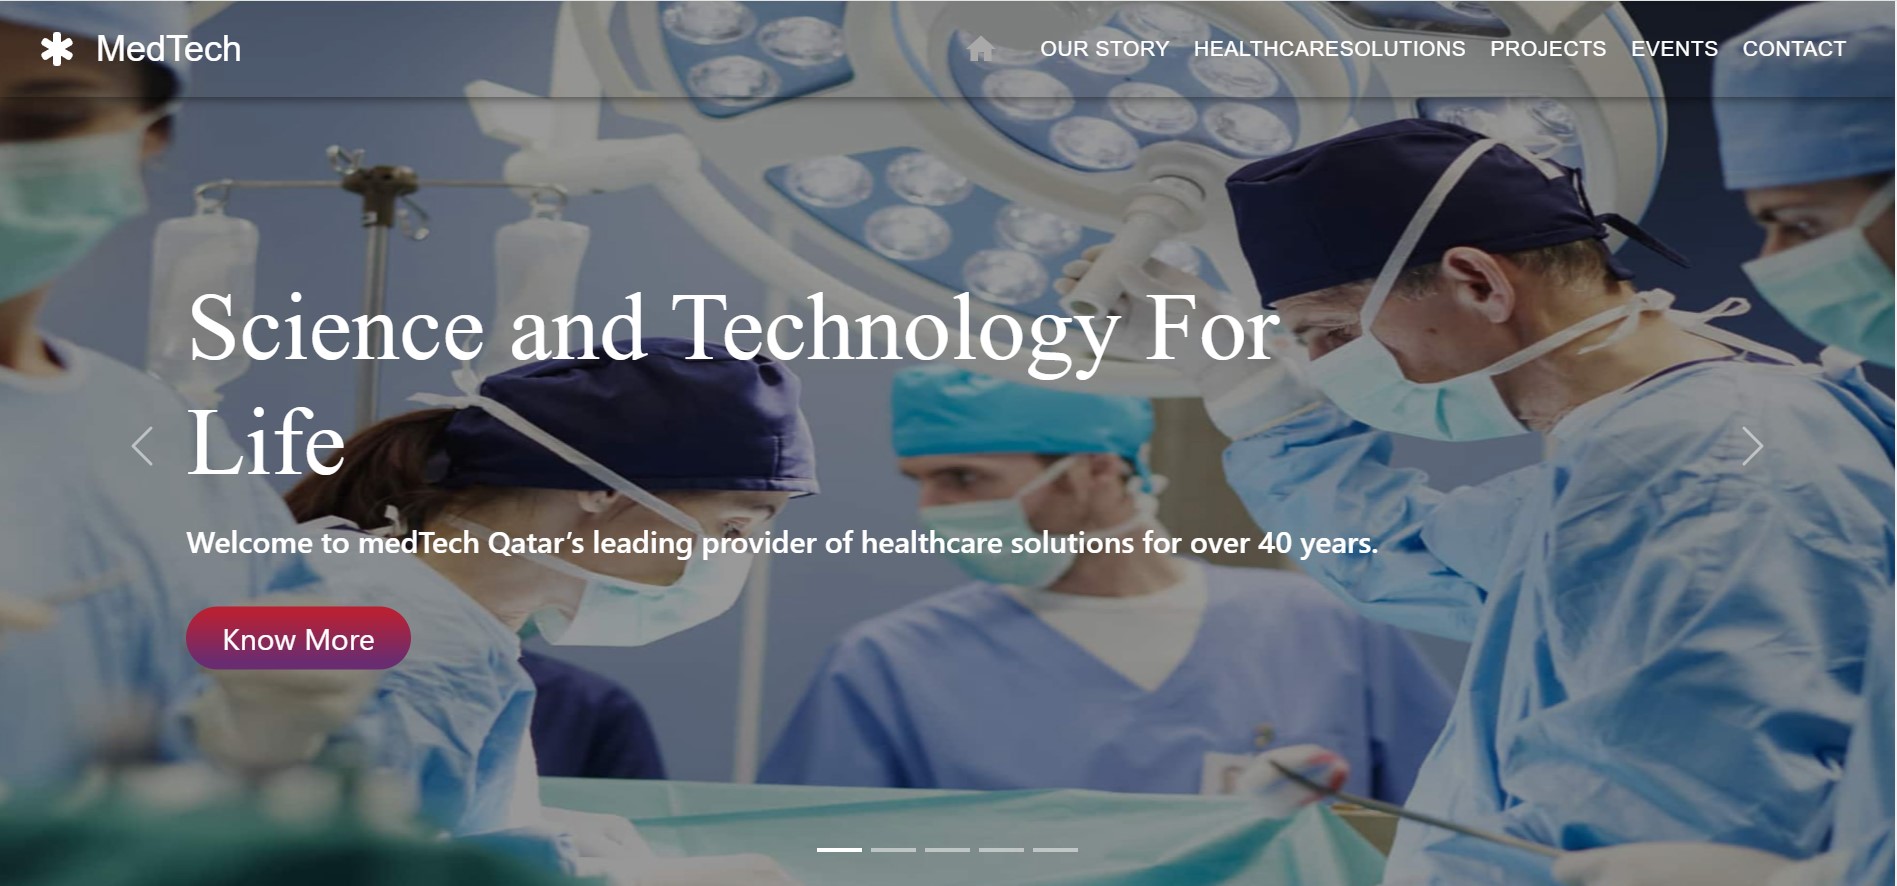 MedTech
OUR STORY HEALTHCARESOLUTIONS PROJECTS EVENTS CONTACT
Science and Technology For
Life
Welcome to medTech Qatar’s leading provider of healthcare solutions for over 40 years.
Know More